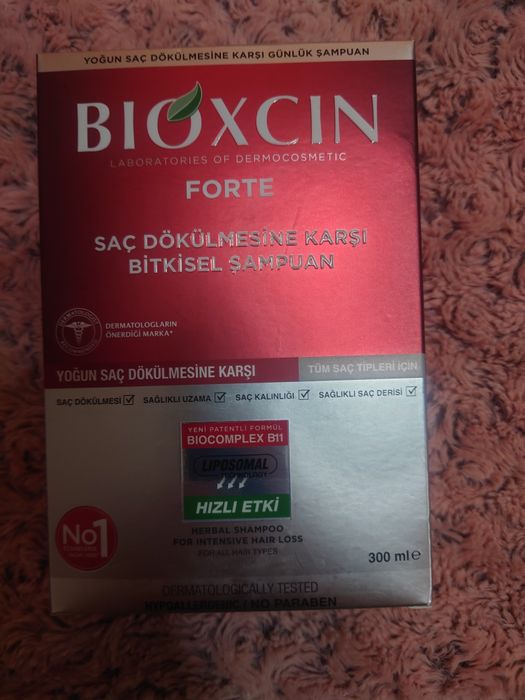 YOĞUN SAÇ DÖKÜLMESİNE KARŞI GÜNLÜK ŞAMPUAN
BIOXCIN
LABORATORIES OF DERMOCOSMETIC
FORTE
SAÇ DÖKÜLMESİNE KARŞI
BİTKİSEL ŞAMPUAN
DERMATOLOGLARIN
ÖNERDİĞİ MARKA*
YOĞUN SAÇ DÖKÜLMESİNE KARŞI
TÜM SAÇ TİPLERİ İÇİN
SAÇ DÖKÜLMESİ SAĞLIKLI UZAMA SAÇ KALINLIĞI SAĞLIKLI SAÇ DERİSİ
YENİ PATENTLİ FORMÜL
BIOCOMPLEX B11
LIPOSOMAL
TECHNOLOGY
HIZLI ETKİ
No1
HERBAL SHAMPOO
FOR INTENSIVE HAIR LOSS
FOR ALL HAIR TYPES
300 ml e
DERMATOLOGICALLY TESTED
HYPOALLERGENIC / NO PARABEN